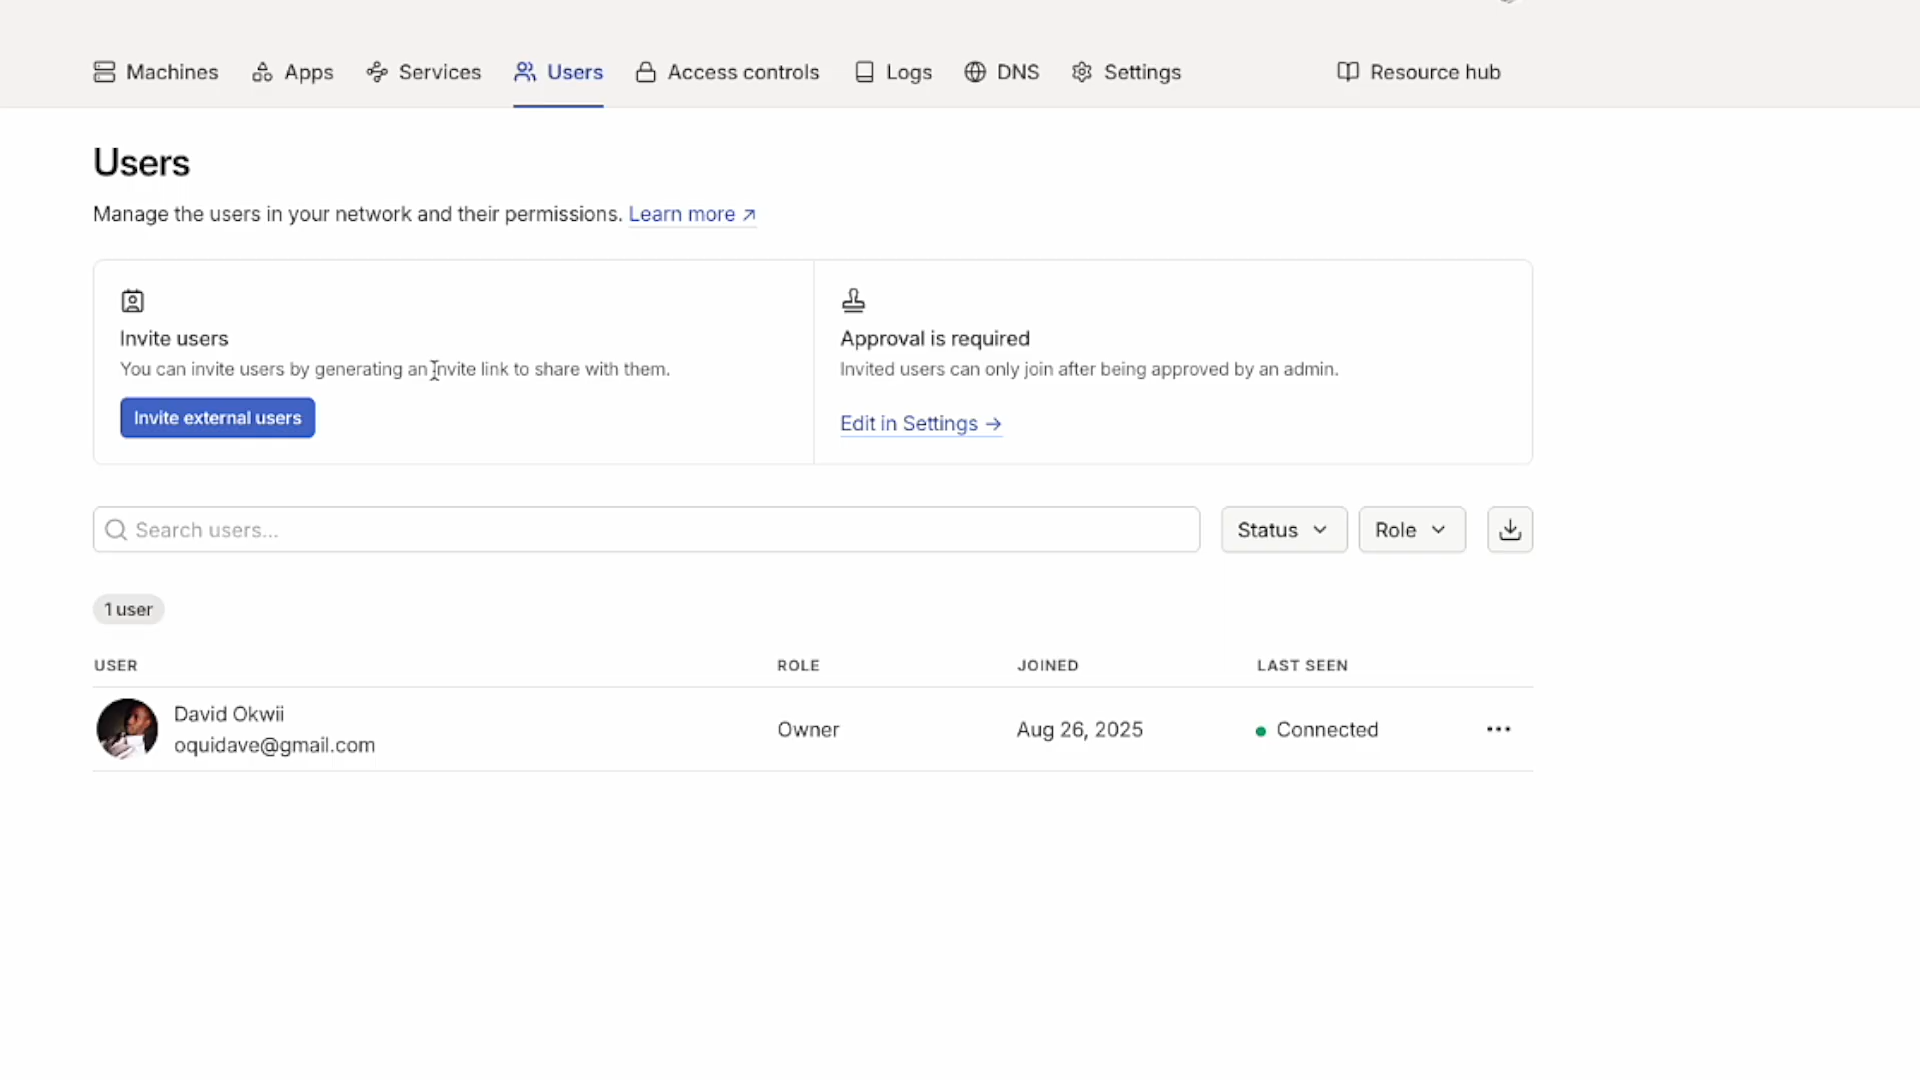 Machines Apps Services Users Access controls Logs DNS Settings Resource hub
Users
Manage the users in your network and their permissions. Learn more ↗
Invite users
You can invite users by generating an invite link to share with them.
Invite external users
Approval is required
Invited users can only join after being approved by an admin.
Edit in Settings →
Search users...
Status
Role
1 user
USER ROLE JOINED LAST SEEN
David Okwii
oquidave@gmail.com
Owner
Aug 26, 2025
Connected